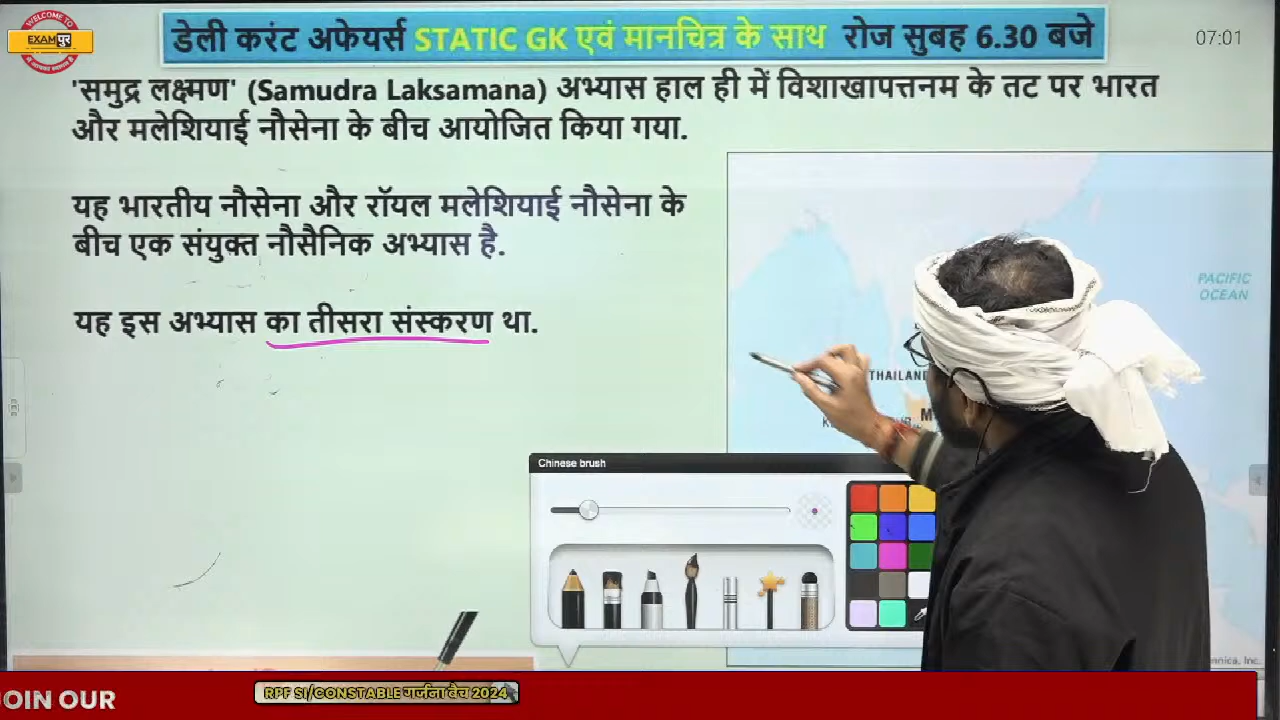 WELCOME TO
EXAMपुर
डेली करंट अफेयर्स STATIC GK एवं मानचित्र के साथ रोज सुबह 6.30 बजे
07:01
'समुद्र लक्ष्मण' (Samudra Laksamana) अभ्यास हाल ही में विशाखापत्तनम के तट पर भारत
और मलेशियाई नौसेना के बीच आयोजित किया गया.
यह भारतीय नौसेना और रॉयल मलेशियाई नौसेना के
बीच एक संयुक्त नौसैनिक अभ्यास है.
यह इस अभ्यास का तीसरा संस्करण था.
PACIFIC
OCEAN
THAILAND
Chinese brush
Inc.
JOIN OUR
RPF SI/CONSTABLE गर्जना बैच 2024